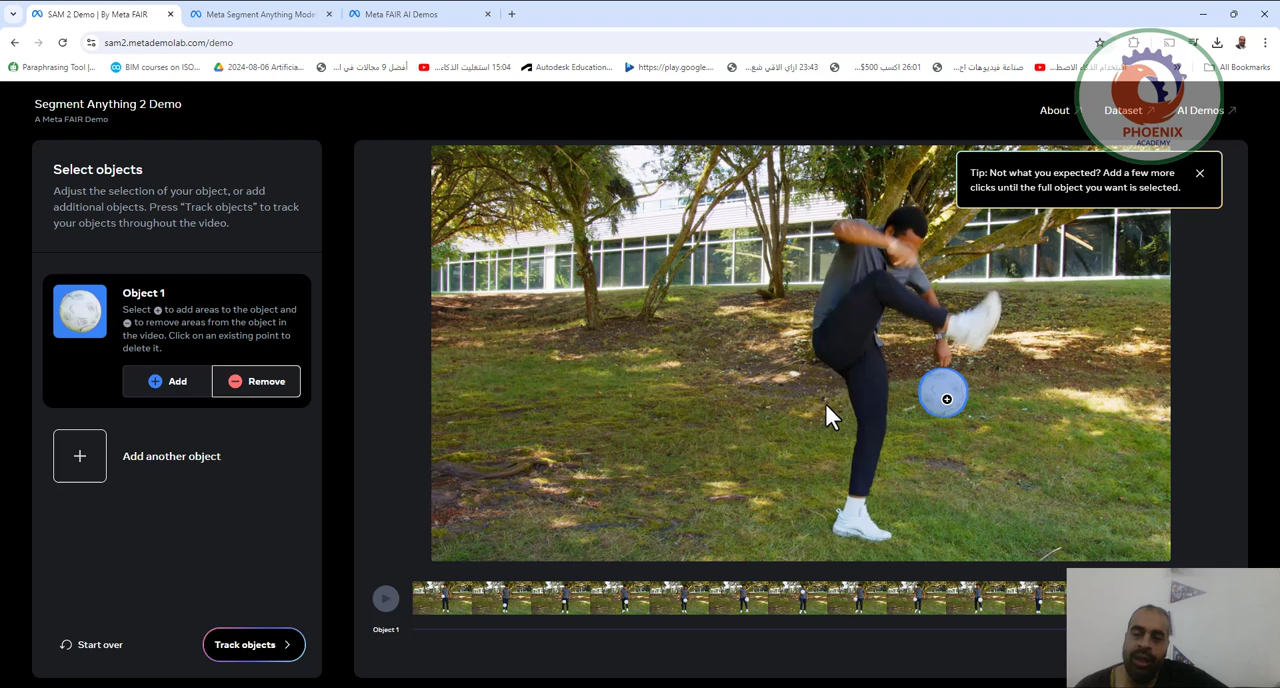 SAM 2 Demo | By Meta FAIR
Meta Segment Anything Mode
Meta FAIR AI Demos
sam2.metademolab.com/demo
Paraphrasing Tool |...
BIM courses on ISO...
2024-08-06 Artificia...
أفضل 9 مجالات في ا...
15:04 استغليت الذكاء...
Autodesk Education...
https://play.google....
23:43 ازاي الاقي شغ...
26:01 اكسب 500$...
صناعة فيديوهات اح...
All Bookmarks
Segment Anything 2 Demo
A Meta FAIR Demo
About
Dataset
AI Demos
PHOENIX
ACADEMY
Select objects
Adjust the selection of your object, or add
additional objects. Press “Track objects” to track
your objects throughout the video.
Tip: Not what you expected? Add a few more
clicks until the full object you want is selected.
Object 1
Select + to add areas to the object and
− to remove areas from the object in
the video. Click on an existing point to
delete it.
Add
Remove
Add another object
Start over
Track objects
Object 1